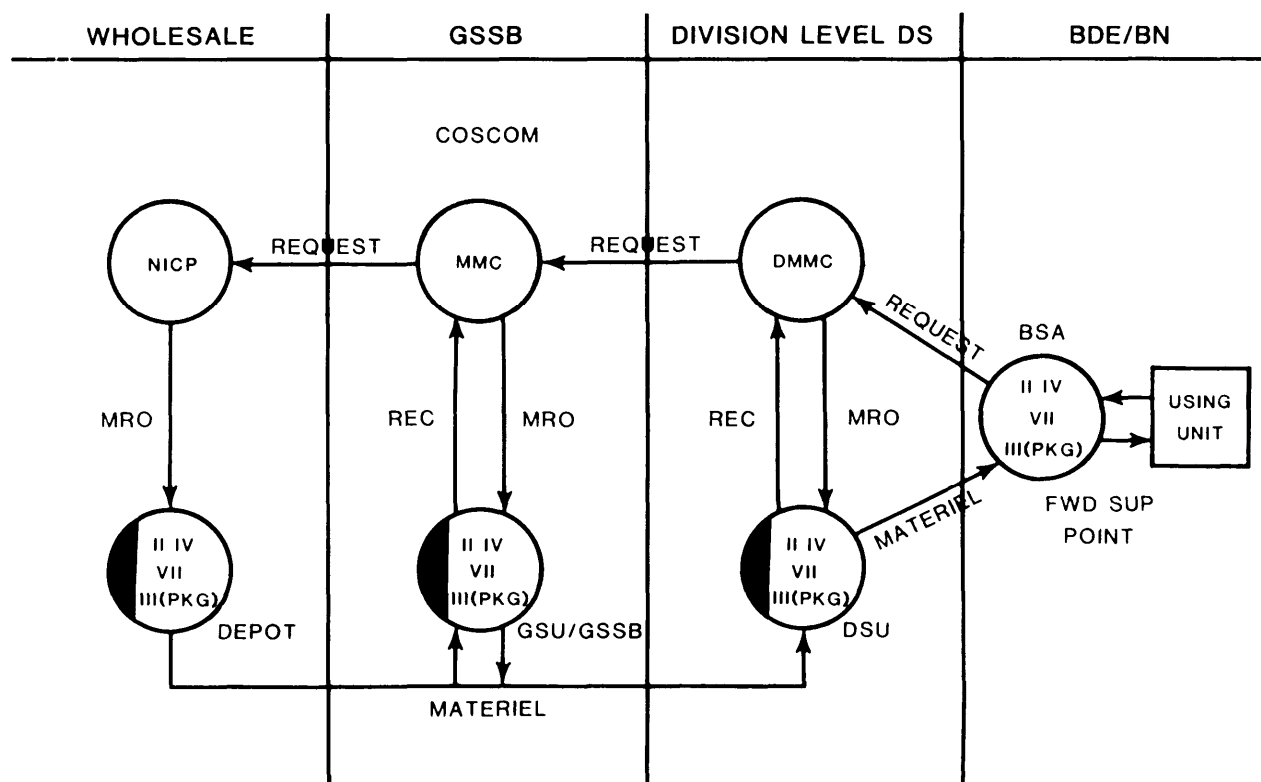 WHOLESALE
GSSB
DIVISION LEVEL DS
BDE/BN
COSCOM
NICP
REQUEST
MMC
REQUEST
DMMC
REQUEST
BSA
II IV
VII
III(PKG)
USING
UNIT
FWD SUP
POINT
MRO
REC
MRO
REC
MRO
MATERIEL
II IV
VII
III(PKG)
DEPOT
II IV
VII
III(PKG)
GSU/GSSB
II IV
VII
III(PKG)
DSU
MATERIEL